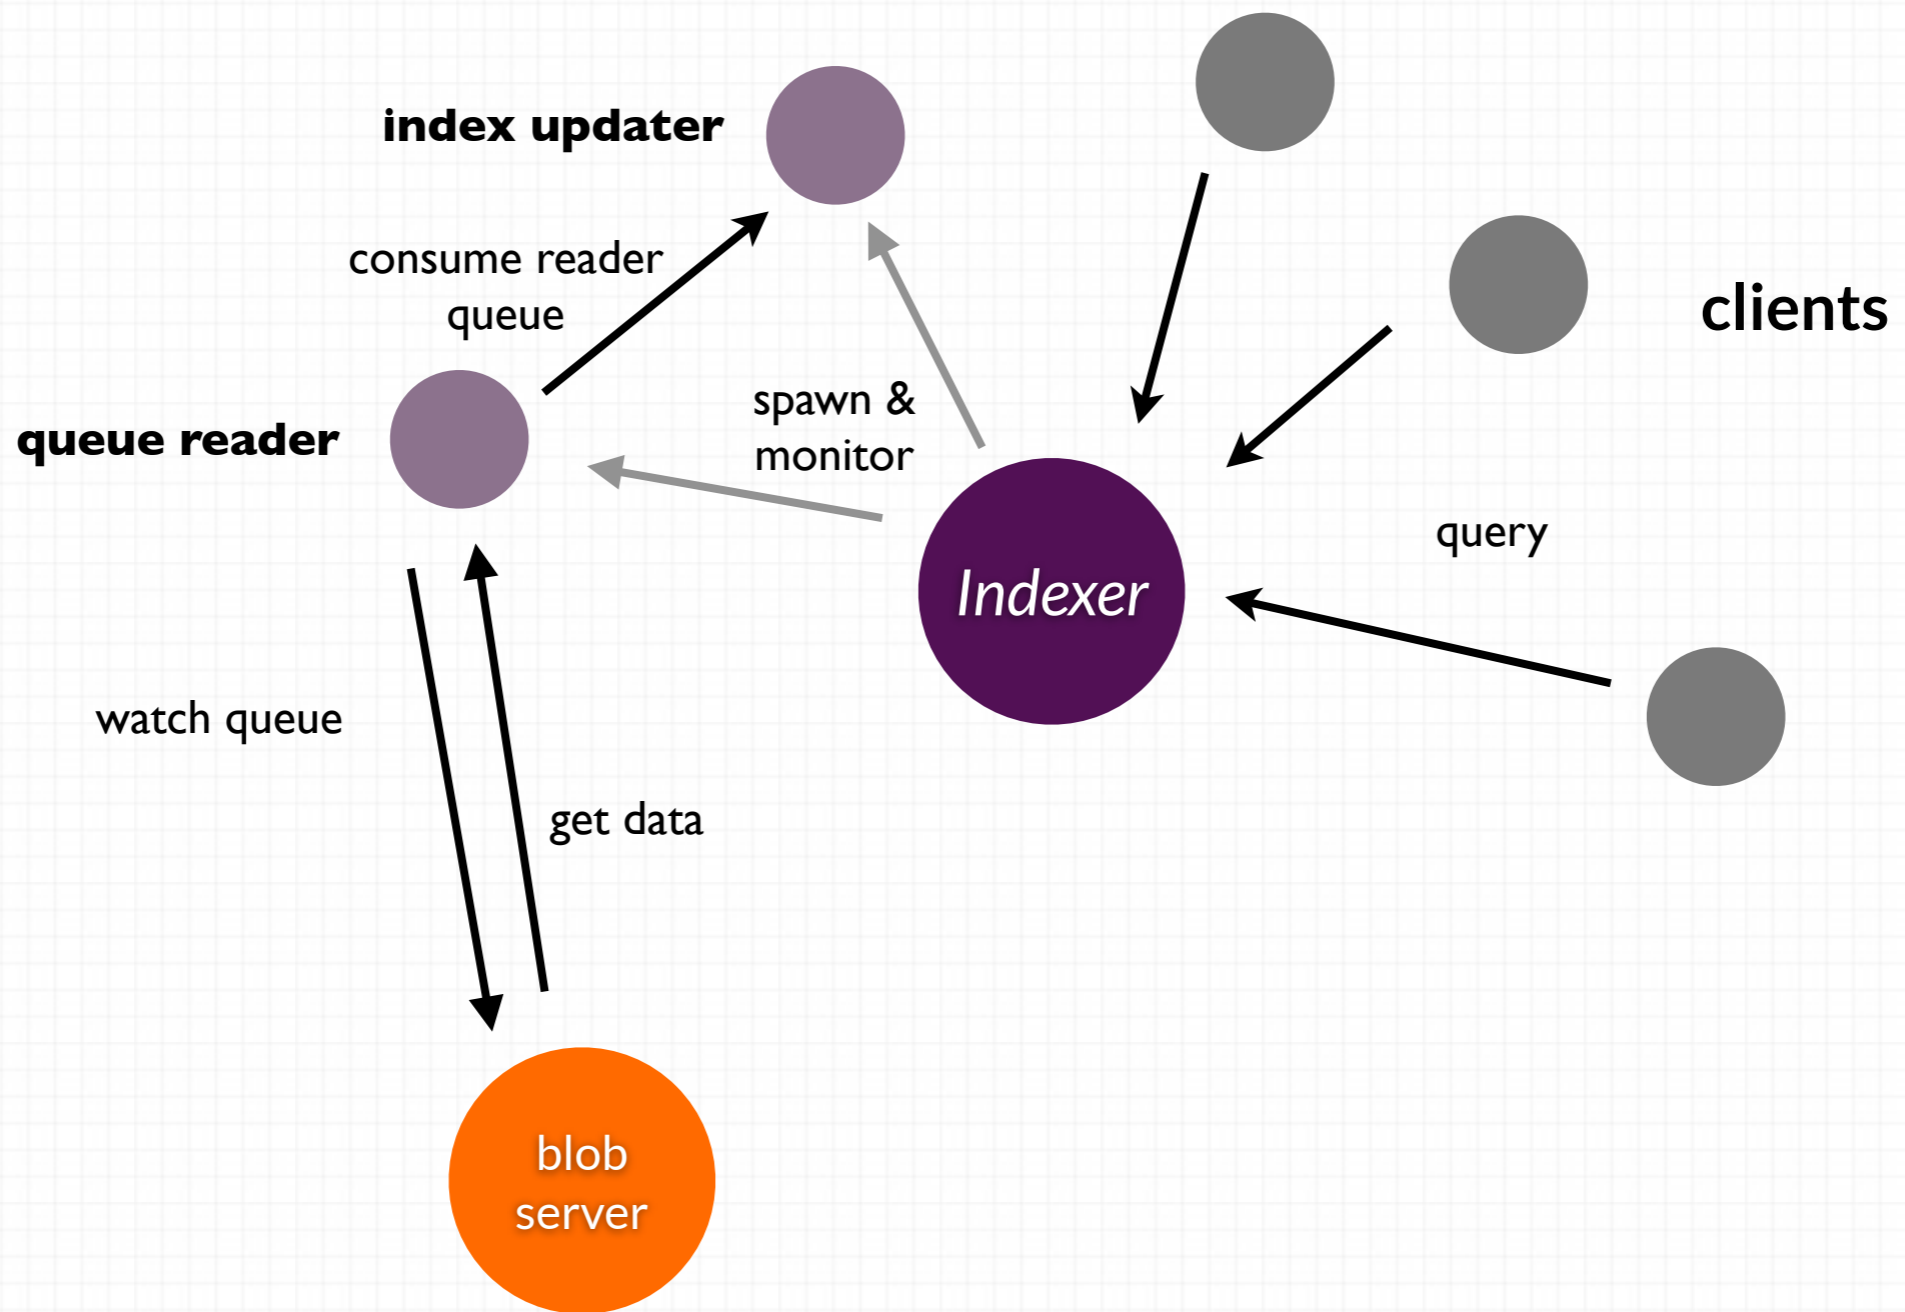 index updater
consume reader
queue
clients
spawn &
monitor
queue reader
query
Indexer
watch queue
get data
blob
server